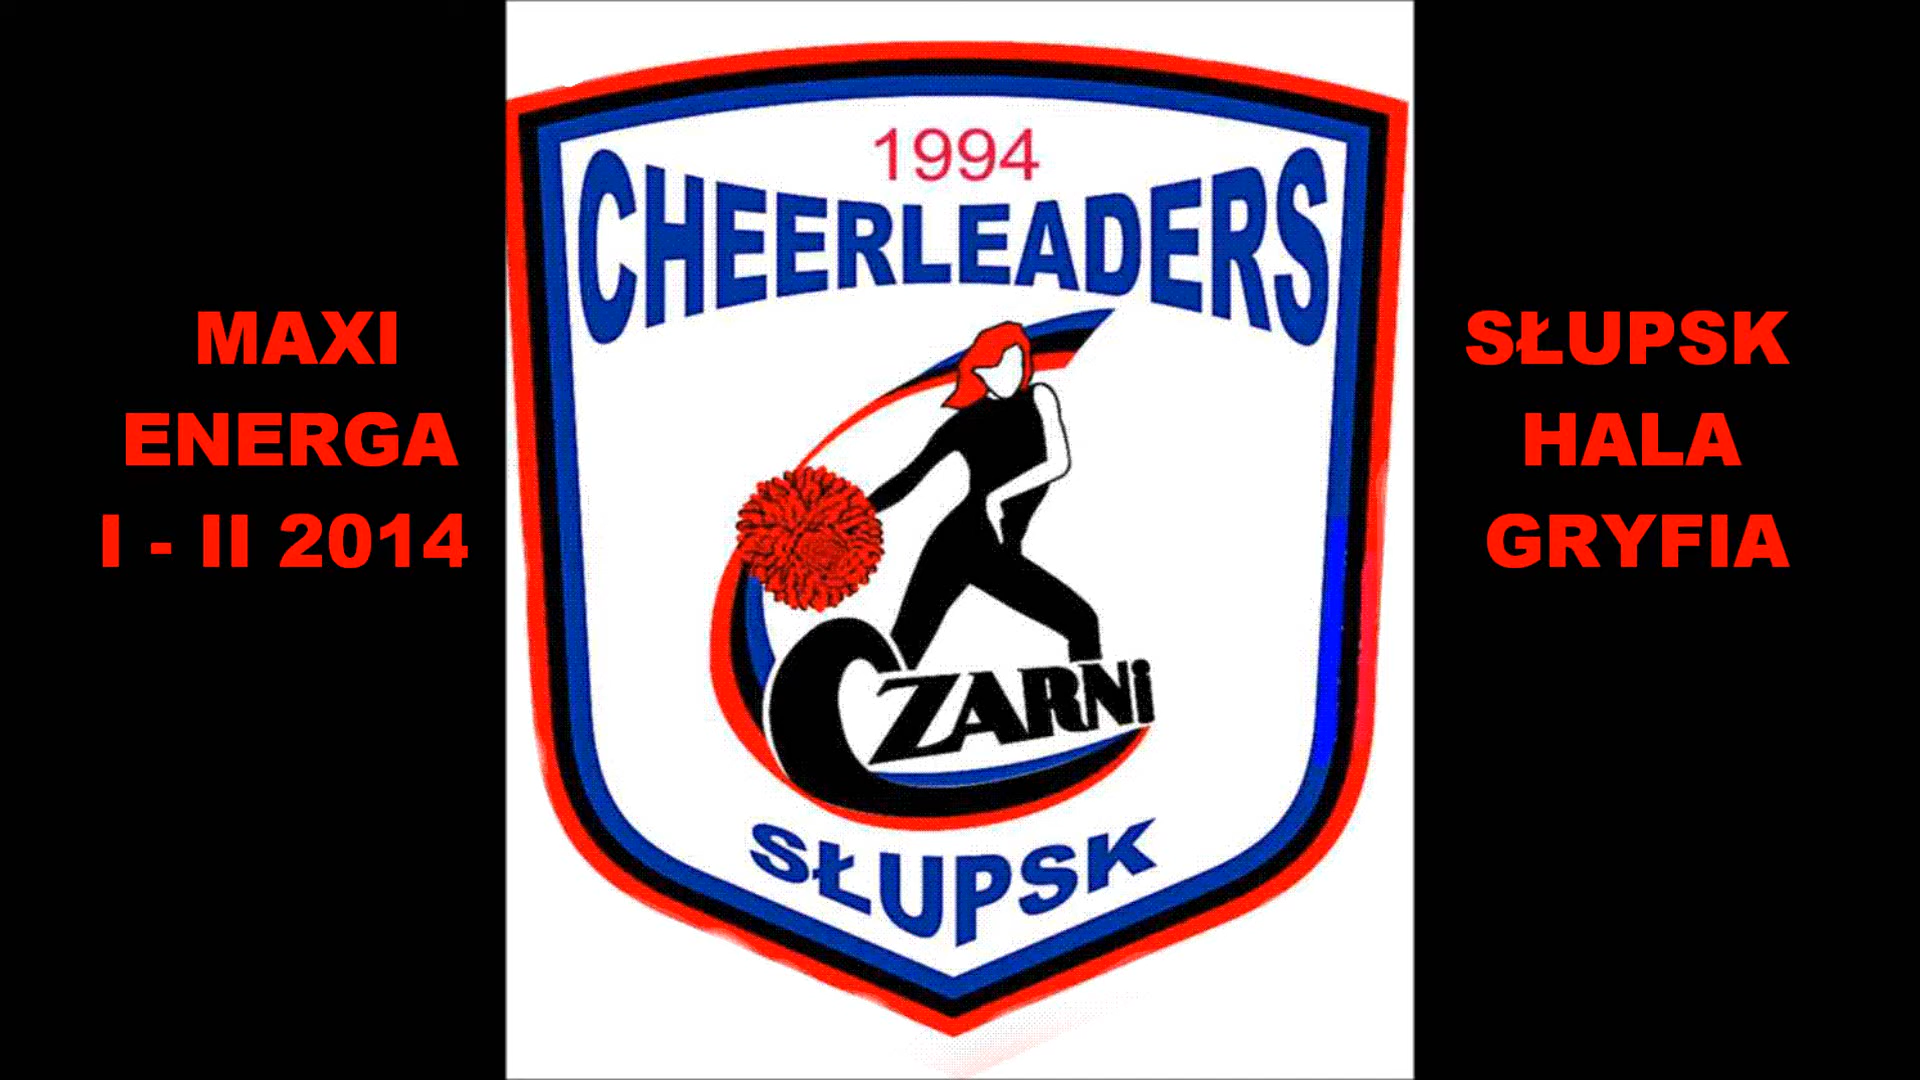 MAXI
ENERGA
I - II 2014
1994
CHEERLEADERS
CZARNi
SŁUPSK
SŁUPSK
HALA
GRYFIA